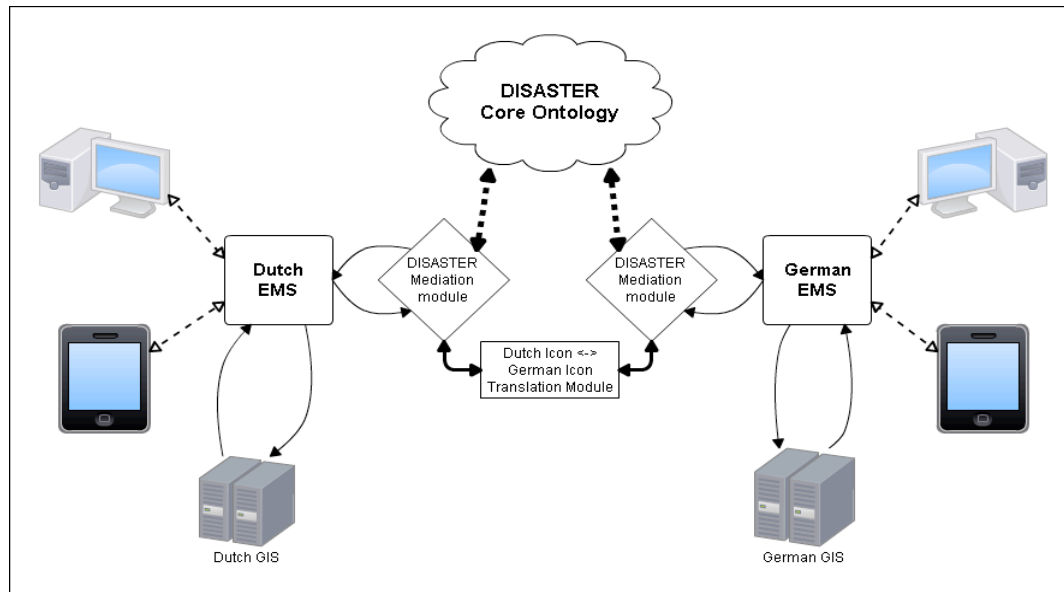 DISASTER
Core Ontology
Dutch
EMS
DISASTER
Mediation
module
DISASTER
Mediation
module
German
EMS
Dutch Icon <->
German Icon
Translation Module
Dutch GIS
German GIS